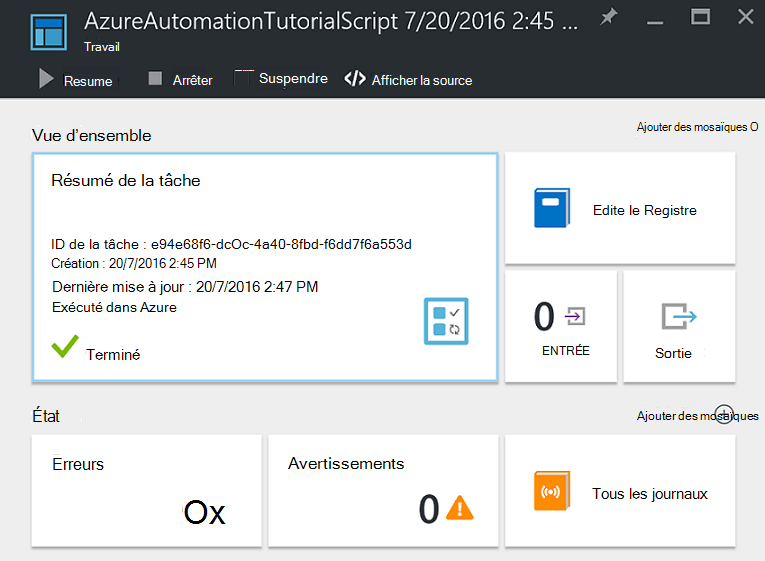 AzureAutomationTutorialScript 7/20/2016 2:45 ...
Travail
Resume
Arrêter
Suspendre
Afficher la source
Vue d'ensemble
Ajouter des mosaïques O
Résumé de la tâche
ID de la tâche : e94e68f6-dcOc-4a40-8fbd-f6dd7f6a553d
Création : 20/7/2016 2:45 PM
Dernière mise à jour : 20/7/2016 2:47 PM
Exécuté dans Azure
Terminé
Edite le Registre
0
ENTRÉE
Sortie
État
Ajouter des mosaïques
Erreurs
Ox
Avertissements
0
Tous les journaux